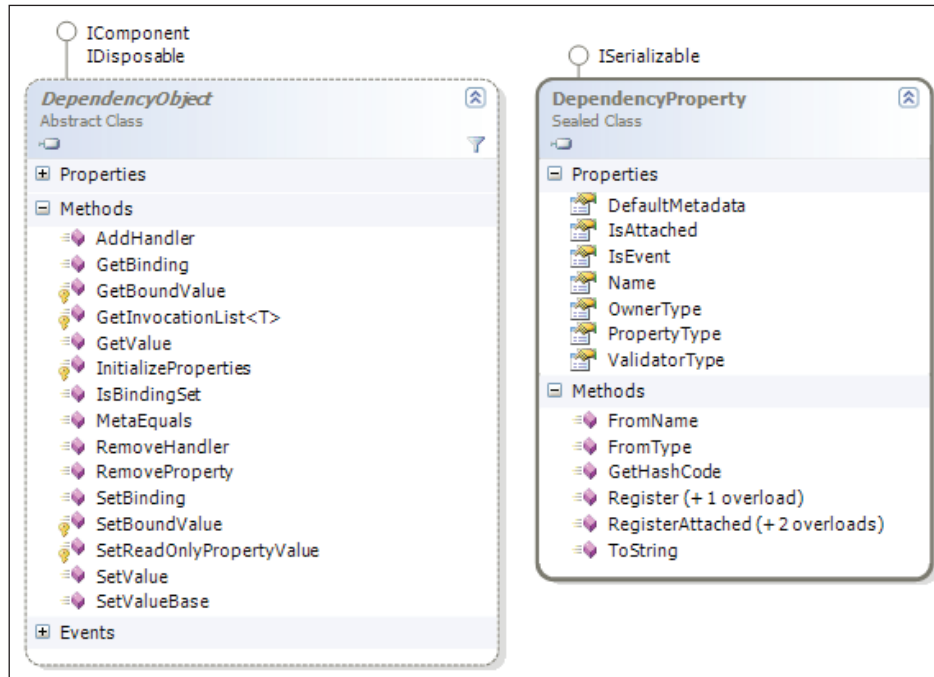 IComponent
IDisposable
DependencyObject
Abstract Class
Properties
Methods
AddHandler
GetBinding
GetBoundValue
GetInvocationList<T>
GetValue
InitializeProperties
IsBindingSet
MetaEquals
RemoveHandler
RemoveProperty
SetBinding
SetBoundValue
SetReadOnlyPropertyValue
SetValue
SetValueBase
Events
ISerializable
DependencyProperty
Sealed Class
Properties
DefaultMetadata
IsAttached
IsEvent
Name
OwnerType
PropertyType
ValidatorType
Methods
FromName
FromType
GetHashCode
Register (+ 1 overload)
RegisterAttached (+ 2 overloads)
ToString